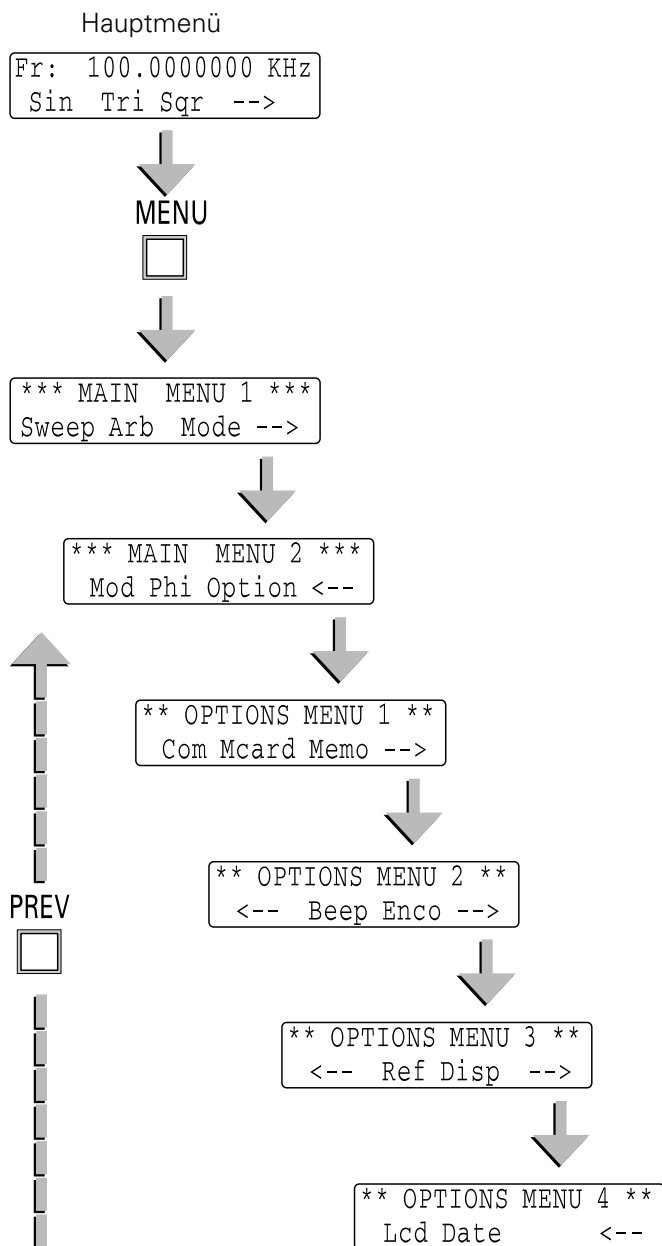 Hauptmenü
Fr: 100.0000000 KHz
Sin Tri Sqr -->
MENU
*** MAIN MENU 1 ***
Sweep Arb Mode -->
*** MAIN MENU 2 ***
Mod Phi Option <--
** OPTIONS MENU 1 **
Com Mcard Memo -->
** OPTIONS MENU 2 **
<-- Beep Enco -->
PREV
** OPTIONS MENU 3 **
<-- Ref Disp -->
** OPTIONS MENU 4 **
Lcd Date <--